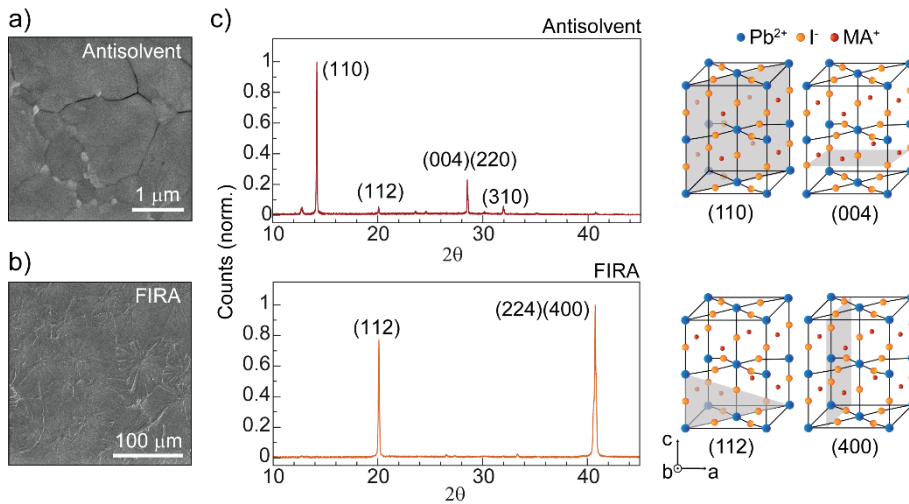 a)
Antisolvent
1 μm
b)
FIRA
100 μm
c)
Antisolvent
Counts (norm.)
1
0.8
0.6
0.4
0.2
0
(110)
(112)
(004)(220)
(310)
10 20 30 40
2θ
FIRA
1
0.8
0.6
0.4
0.2
0
(112)
(224)(400)
10 20 30 40
2θ
Pb²⁺ I⁻ MA⁺
(110) (004)
(112) (400)
c
b a